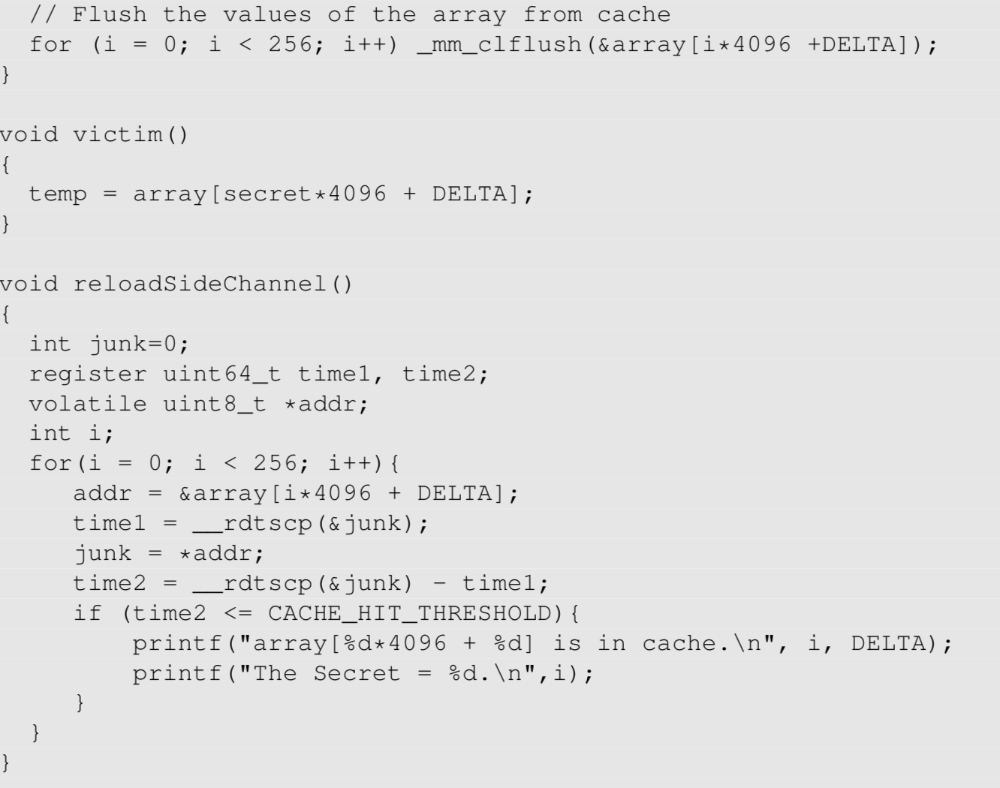 // Flush the values of the array from cache
for (i = 0; i < 256; i++) _mm_clflush(&array[i*4096 +DELTA]);
}
void victim()
{
temp = array[secret*4096 + DELTA];
}
void reloadSideChannel()
{
int junk=0;
register uint64_t time1, time2;
volatile uint8_t *addr;
int i;
for(i = 0; i < 256; i++){
addr = &array[i*4096 + DELTA];
time1 = __rdtscp(&junk);
junk = *addr;
time2 = __rdtscp(&junk) - time1;
if (time2 <= CACHE_HIT_THRESHOLD){
printf("array[%d*4096 + %d] is in cache.\n", i, DELTA);
printf("The Secret = %d.\n",i);
}
}
}